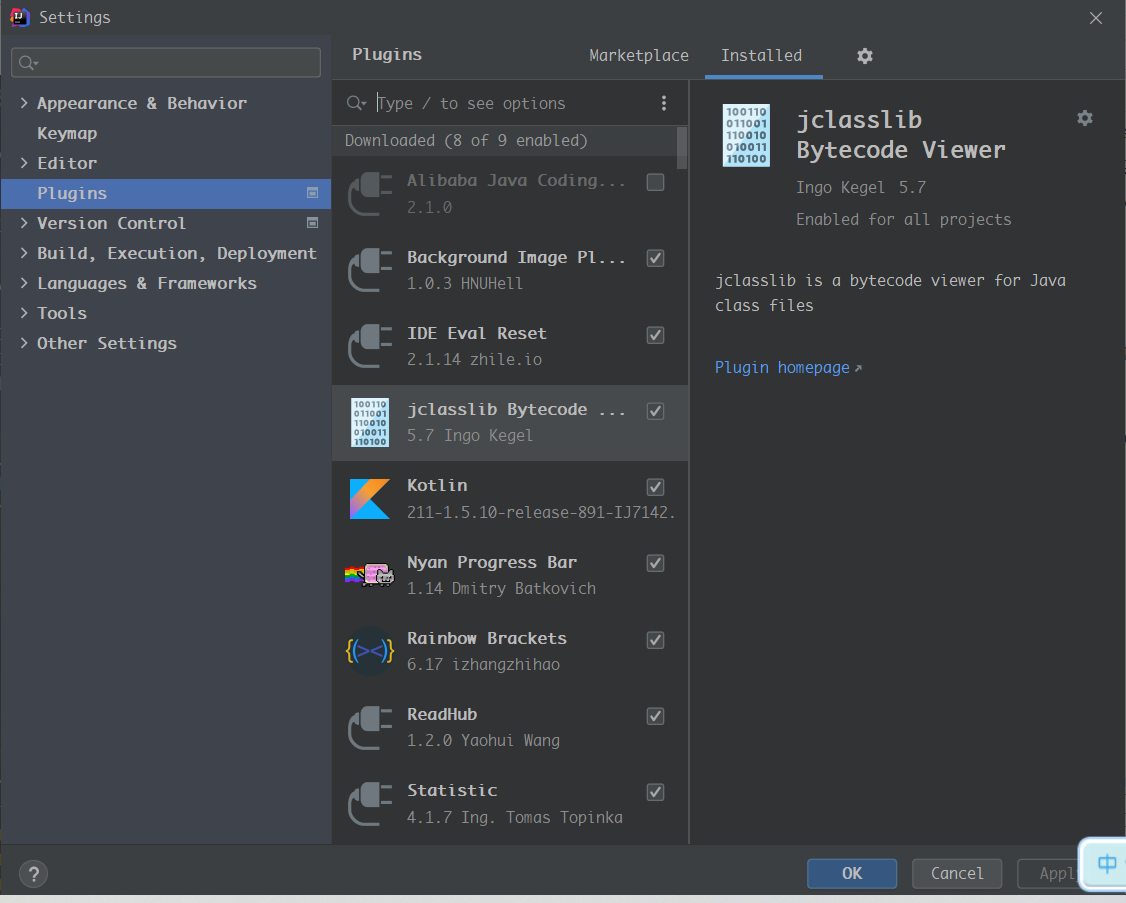 Settings
Plugins
Marketplace
Installed
Appearance & Behavior
Keymap
Editor
Plugins
Version Control
Build, Execution, Deployment
Languages & Frameworks
Tools
Other Settings
Type / to see options
Downloaded (8 of 9 enabled)
Alibaba Java Coding...
2.1.0
Background Image Pl...
1.0.3 HNUHell
IDE Eval Reset
2.1.14 zhile.io
100110
011001
110010
010011
110100
jclasslib Bytecode ...
5.7 Ingo Kegel
Kotlin
211-1.5.10-release-891-IJ7142.
Nyan Progress Bar
1.14 Dmitry Batkovich
Rainbow Brackets
6.17 izhangzhihao
ReadHub
1.2.0 Yaohui Wang
Statistic
4.1.7 Ing. Tomas Topinka
100110
011001
110010
010011
110100
jclasslib
Bytecode Viewer
Ingo Kegel 5.7
Enabled for all projects
jclasslib is a bytecode viewer for Java
class files
Plugin homepage
?
OK
Cancel
Appl
中